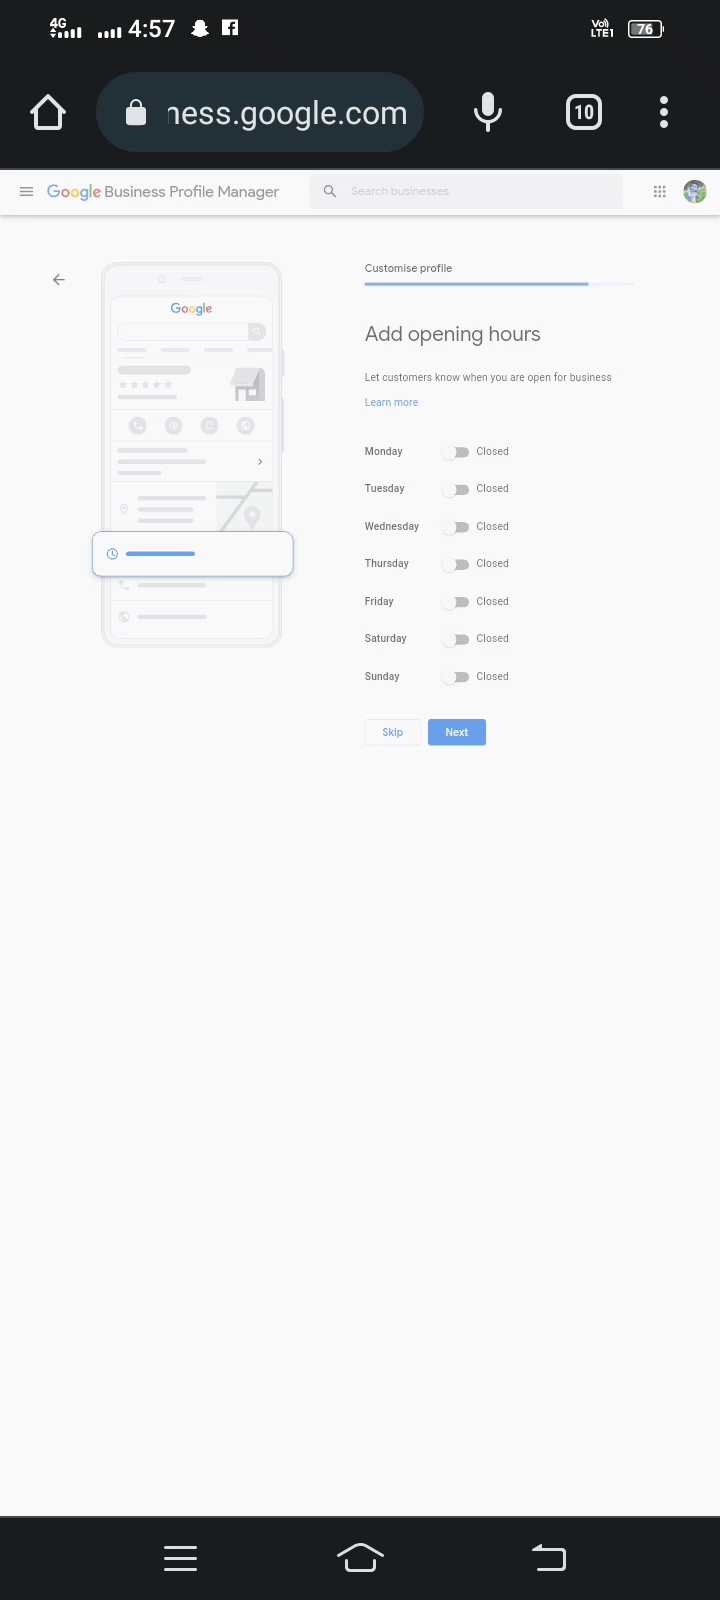 4G 4:57 Vo) LTE1 76
ness.google.com 10
Google Business Profile Manager Search businesses
Customise profile
Google
Add opening hours
Let customers know when you are open for business
Learn more
Monday Closed
Tuesday Closed
Wednesday Closed
Thursday Closed
Friday Closed
Saturday Closed
Sunday Closed
Skip Next